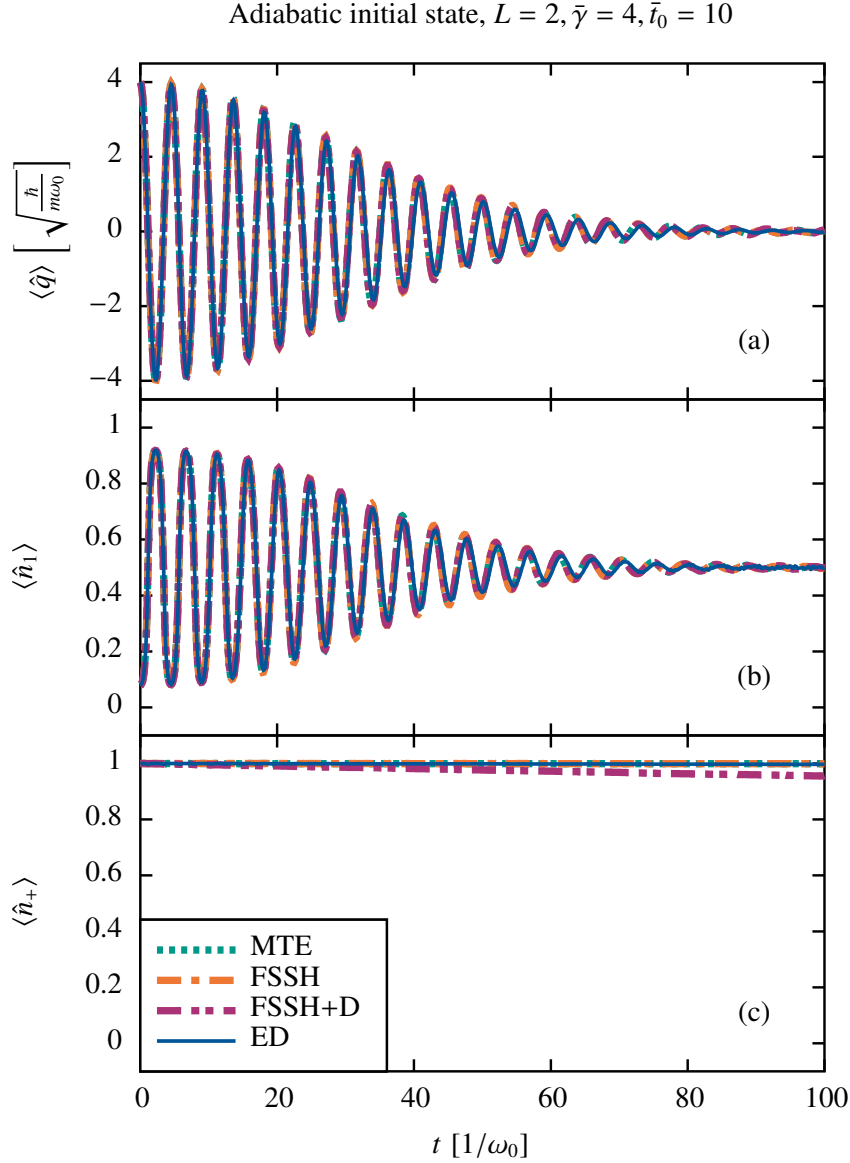 Adiabatic initial state, L = 2, γ̄ = 4, t̄₀ = 10
⟨q̂⟩ [√(ħ/mω₀)]
4
2
0
−2
−4
(a)
⟨n̂₁⟩
1
0.8
0.6
0.4
0.2
0
(b)
⟨n̂₊⟩
1
0.8
0.6
0.4
0.2
0
MTE
FSSH
FSSH+D
ED
(c)
0 20 40 60 80 100
t [1/ω₀]